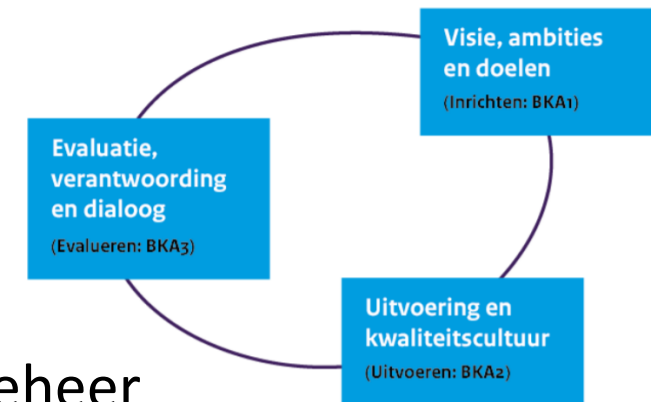 Visie, ambities
en doelen
(Inrichten: BKA1)
Evaluatie,
verantwoording
en dialoog
(Evalueren: BKA3)
Uitvoering en
kwaliteitscultuur
(Uitvoeren: BKA2)
eheer